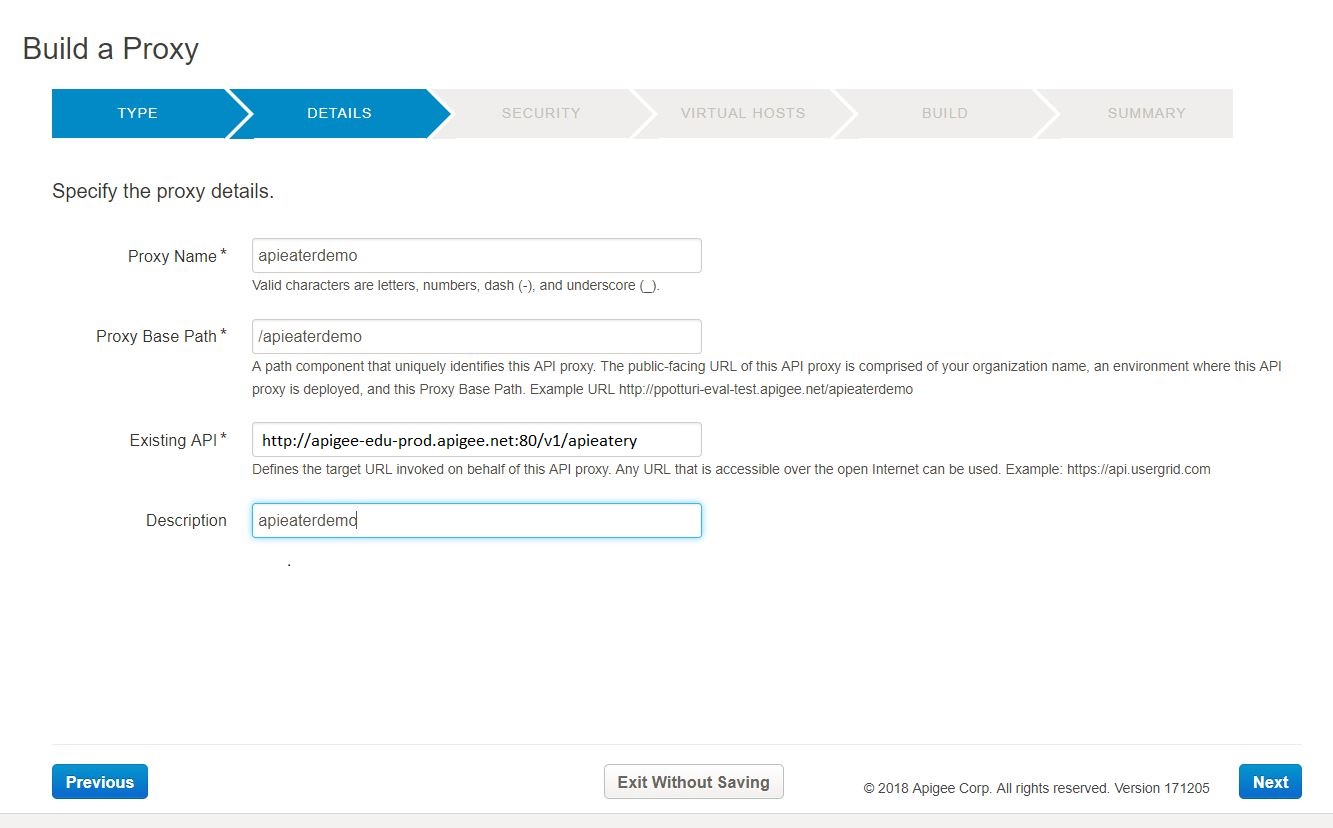 Build a Proxy
TYPE DETAILS SECURITY VIRTUAL HOSTS BUILD SUMMARY
Specify the proxy details.
Proxy Name * apieaterdemo
Valid characters are letters, numbers, dash (-), and underscore (_).
Proxy Base Path * /apieaterdemo
A path component that uniquely identifies this API proxy. The public-facing URL of this API proxy is comprised of your organization name, an environment where this API
proxy is deployed, and this Proxy Base Path. Example URL http://ppotturi-eval-test.apigee.net/apieaterdemo
Existing API * http://apigee-edu-prod.apigee.net:80/v1/apieatery
Defines the target URL invoked on behalf of this API proxy. Any URL that is accessible over the open Internet can be used. Example: https://api.usergrid.com
Description apieaterdemo
.
Previous Exit Without Saving © 2018 Apigee Corp. All rights reserved. Version 171205 Next